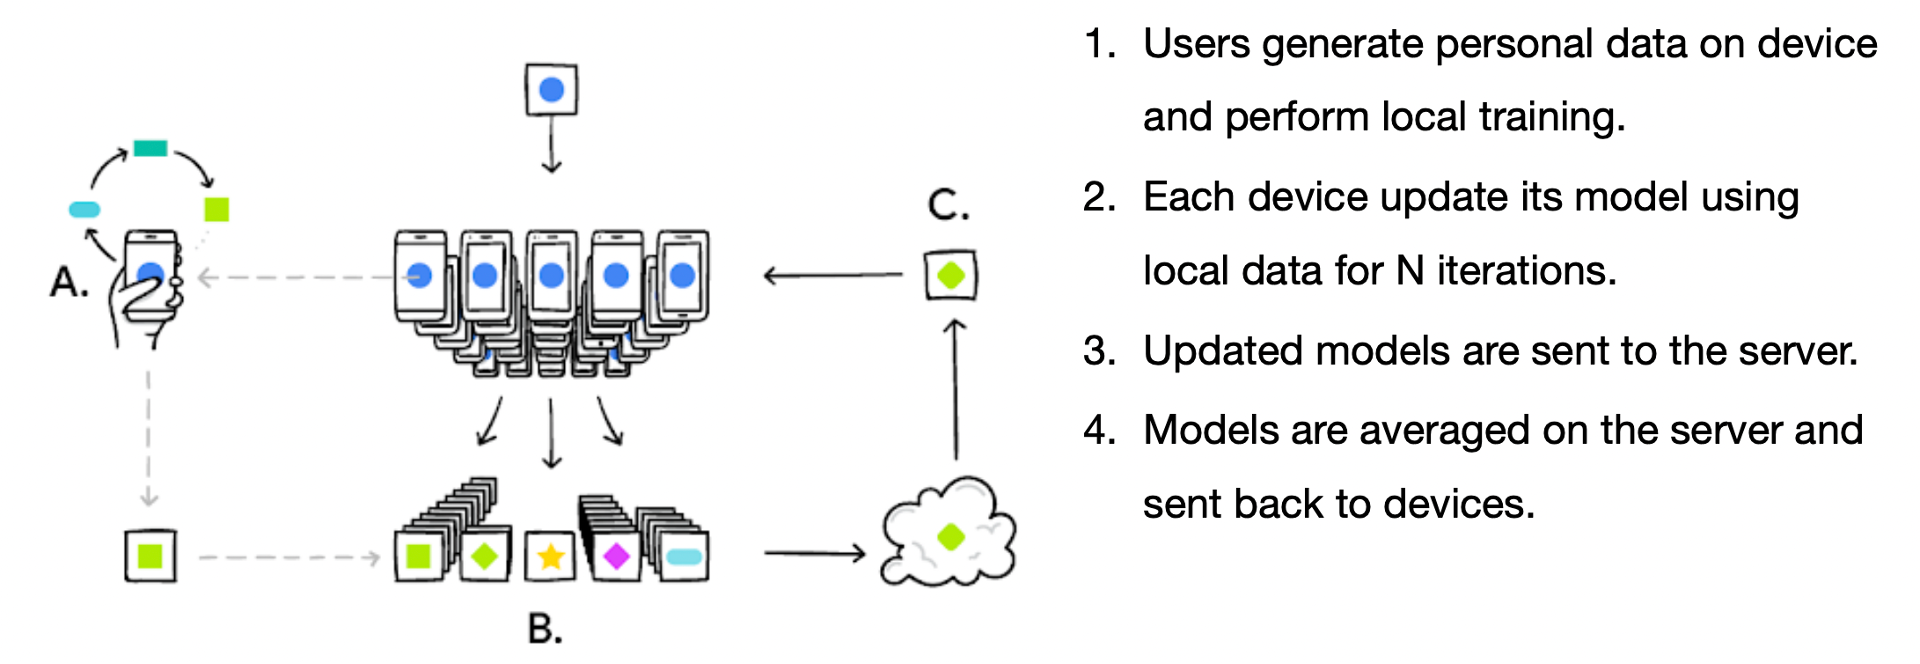 A.
B.
C.
1. Users generate personal data on device
and perform local training.
2. Each device update its model using
local data for N iterations.
3. Updated models are sent to the server.
4. Models are averaged on the server and
sent back to devices.